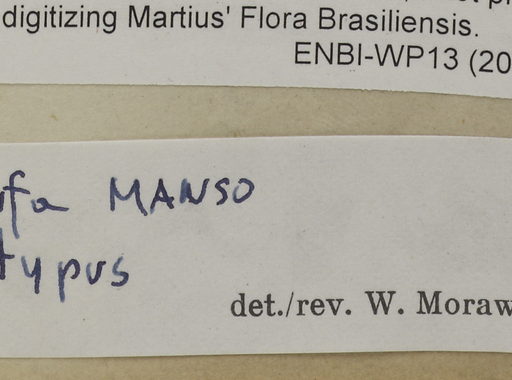 digitizing Martius' Flora Brasiliensis.
ENBI-WP13 (20
MANSO
typus
det./rev. W. Moraw